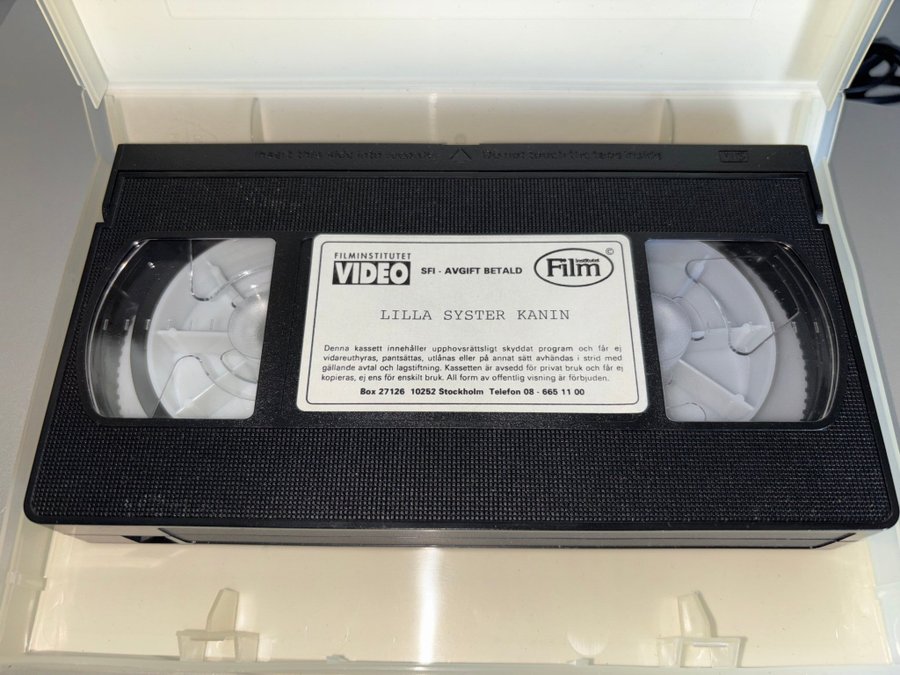 FILMINSTITUTET
VIDEO
SFI - AVGIFT BETALD
institutet
Film
©
LILLA SYSTER KANIN
Denna kassett innehåller upphovsrättsligt skyddat program och får ej
vidareuthyras, pantsättas, utlånas eller på annat sätt avhändas i strid med
gällande avtal och lagstiftning. Kassetten är avsedd för privat bruk och får ej
kopieras, ej ens för enskilt bruk. All form av offentlig visning är förbjuden.
Box 27126 10252 Stockholm Telefon 08 - 665 11 00